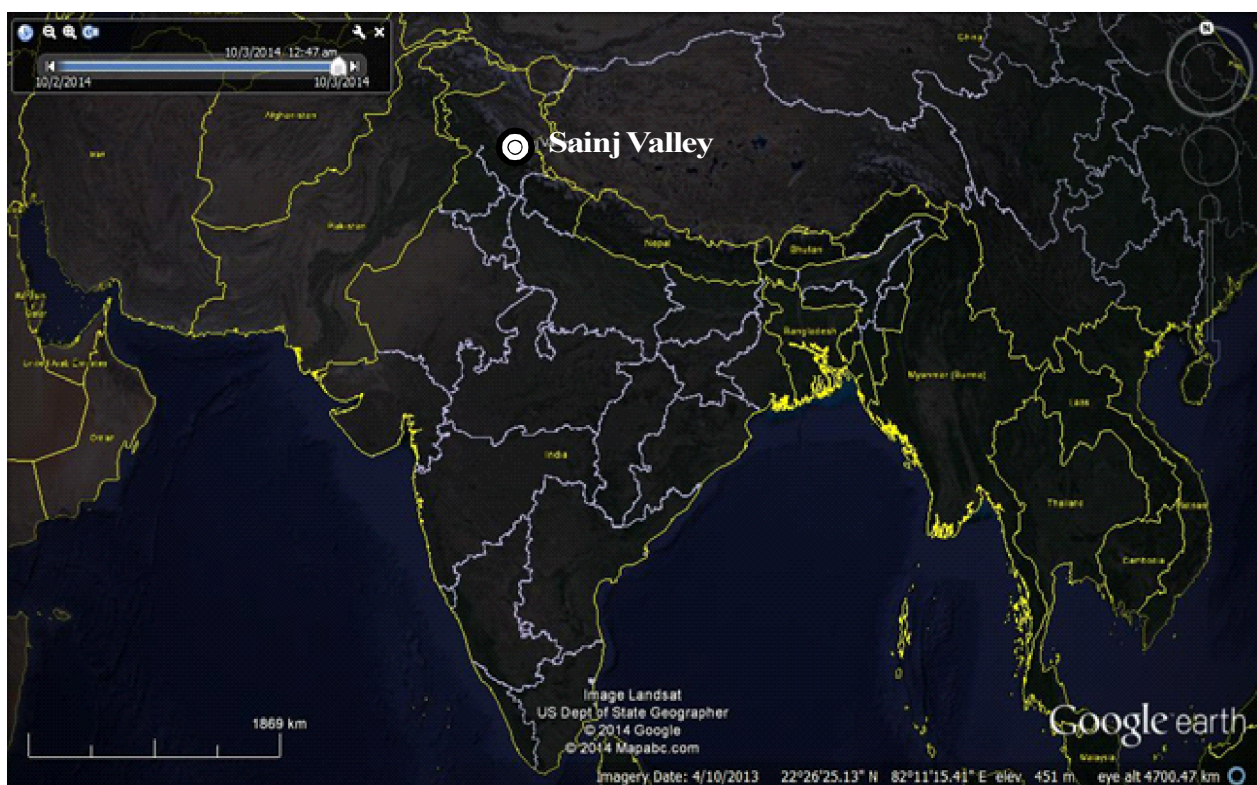 10/3/2014 12:47 am
10/2/2014
10/3/2014
China
Afghanistan
Sainj Valley
Iran
Pakistan
Nepal
Bhutan
Qatar
Bangladesh
United Arab Emirates
Myanmar (Burma)
Laos
Oman
India
Thailand
Vietnam
Cambodia
Image Landsat
US Dept of State Geographer
© 2014 Google
© 2014 Mapabc.com
1869 km
Google earth
Malaysia
Imagery Date: 4/10/2013 22°26'25.13" N 82°11'15.41" E elev 451 m eye alt 4700.47 km
N